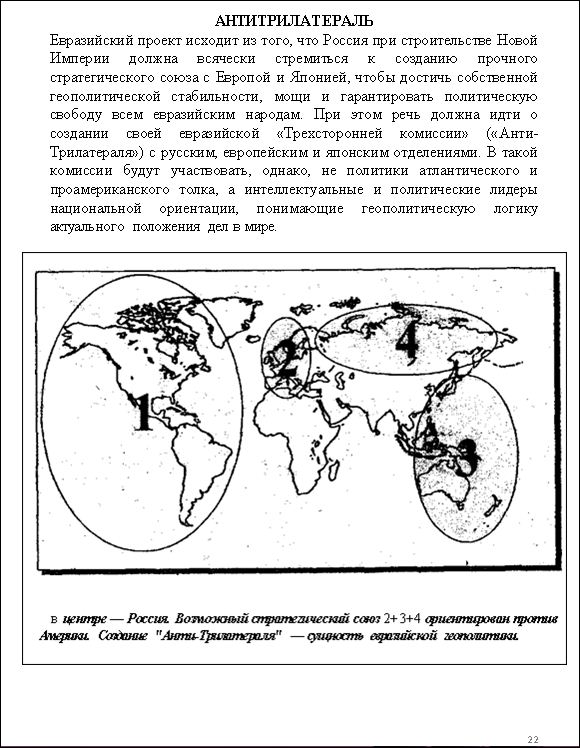 АНТИТРИЛАТЕРАЛЬ
Евразийский проект исходит из того, что Россия при строительстве Новой
Империи должна всячески стремиться к созданию прочного
стратегического союза с Европой и Японией, чтобы достичь собственной
геополитической стабильности, мощи и гарантировать политическую
свободу всем евразийским народам. При этом речь должна идти о
создании своей евразийской «Трехсторонней комиссии» («Анти-
Трилатераля») с русским, европейским и японским отделениями. В такой
комиссии будут участвовать, однако, не политики атлантического и
проамериканского толка, а интеллектуальные и политические лидеры
национальной ориентации, понимающие геополитическую логику
актуального положения дел в мире.
1
2
4
3
в центре — Россия. Возможный стратегический союз 2+3+4 ориентирован против
Америки. Создание "Анти-Трилатераля" — сущность евразийской геополитики.
22